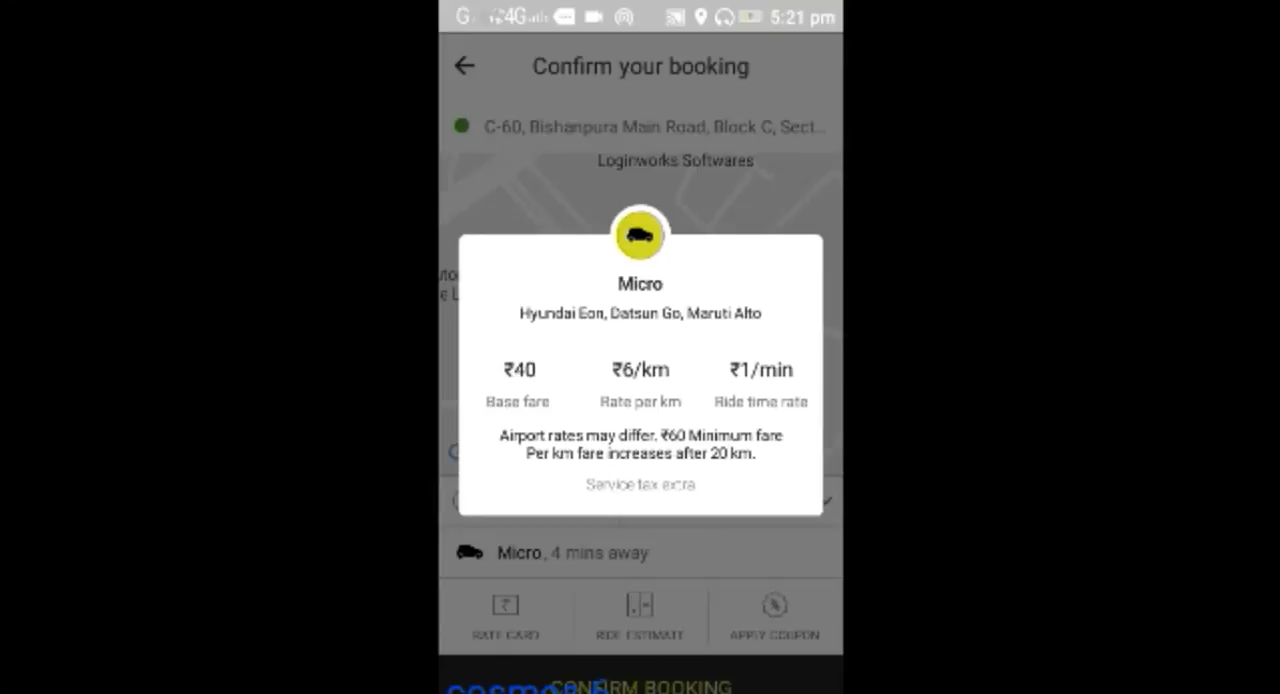 4G 5:21 pm
Confirm your booking
C-60, Bishanpura Main Road, Block C, Sect...
Loginworks Softwares
Micro
Hyundai Eon, Datsun Go, Maruti Alto
₹40 ₹6/km ₹1/min
Base fare Rate per km Ride time rate
Airport rates may differ. ₹60 Minimum fare
Per km fare increases after 20 km.
Service tax extra
Micro, 4 mins away
RATE CARD RIDE ESTIMATE APPLY COUPON
CONFIRM BOOKING